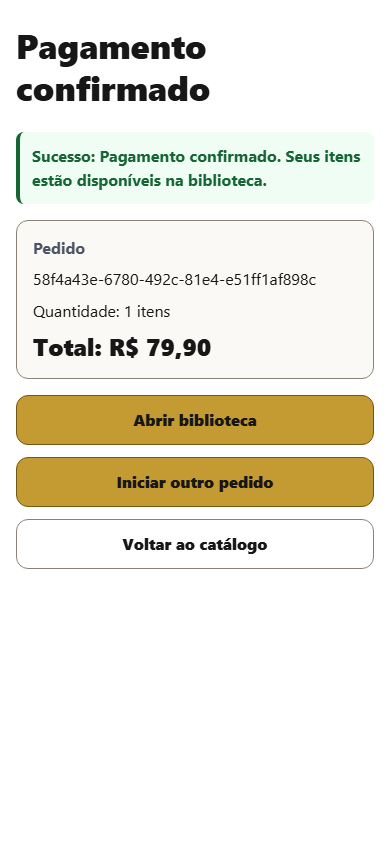 Pagamento
confirmado
Sucesso: Pagamento confirmado. Seus itens
estão disponíveis na biblioteca.
Pedido
58f4a43e-6780-492c-81e4-e51ff1af898c
Quantidade: 1 itens
Total: R$ 79,90
Abrir biblioteca
Iniciar outro pedido
Voltar ao catálogo